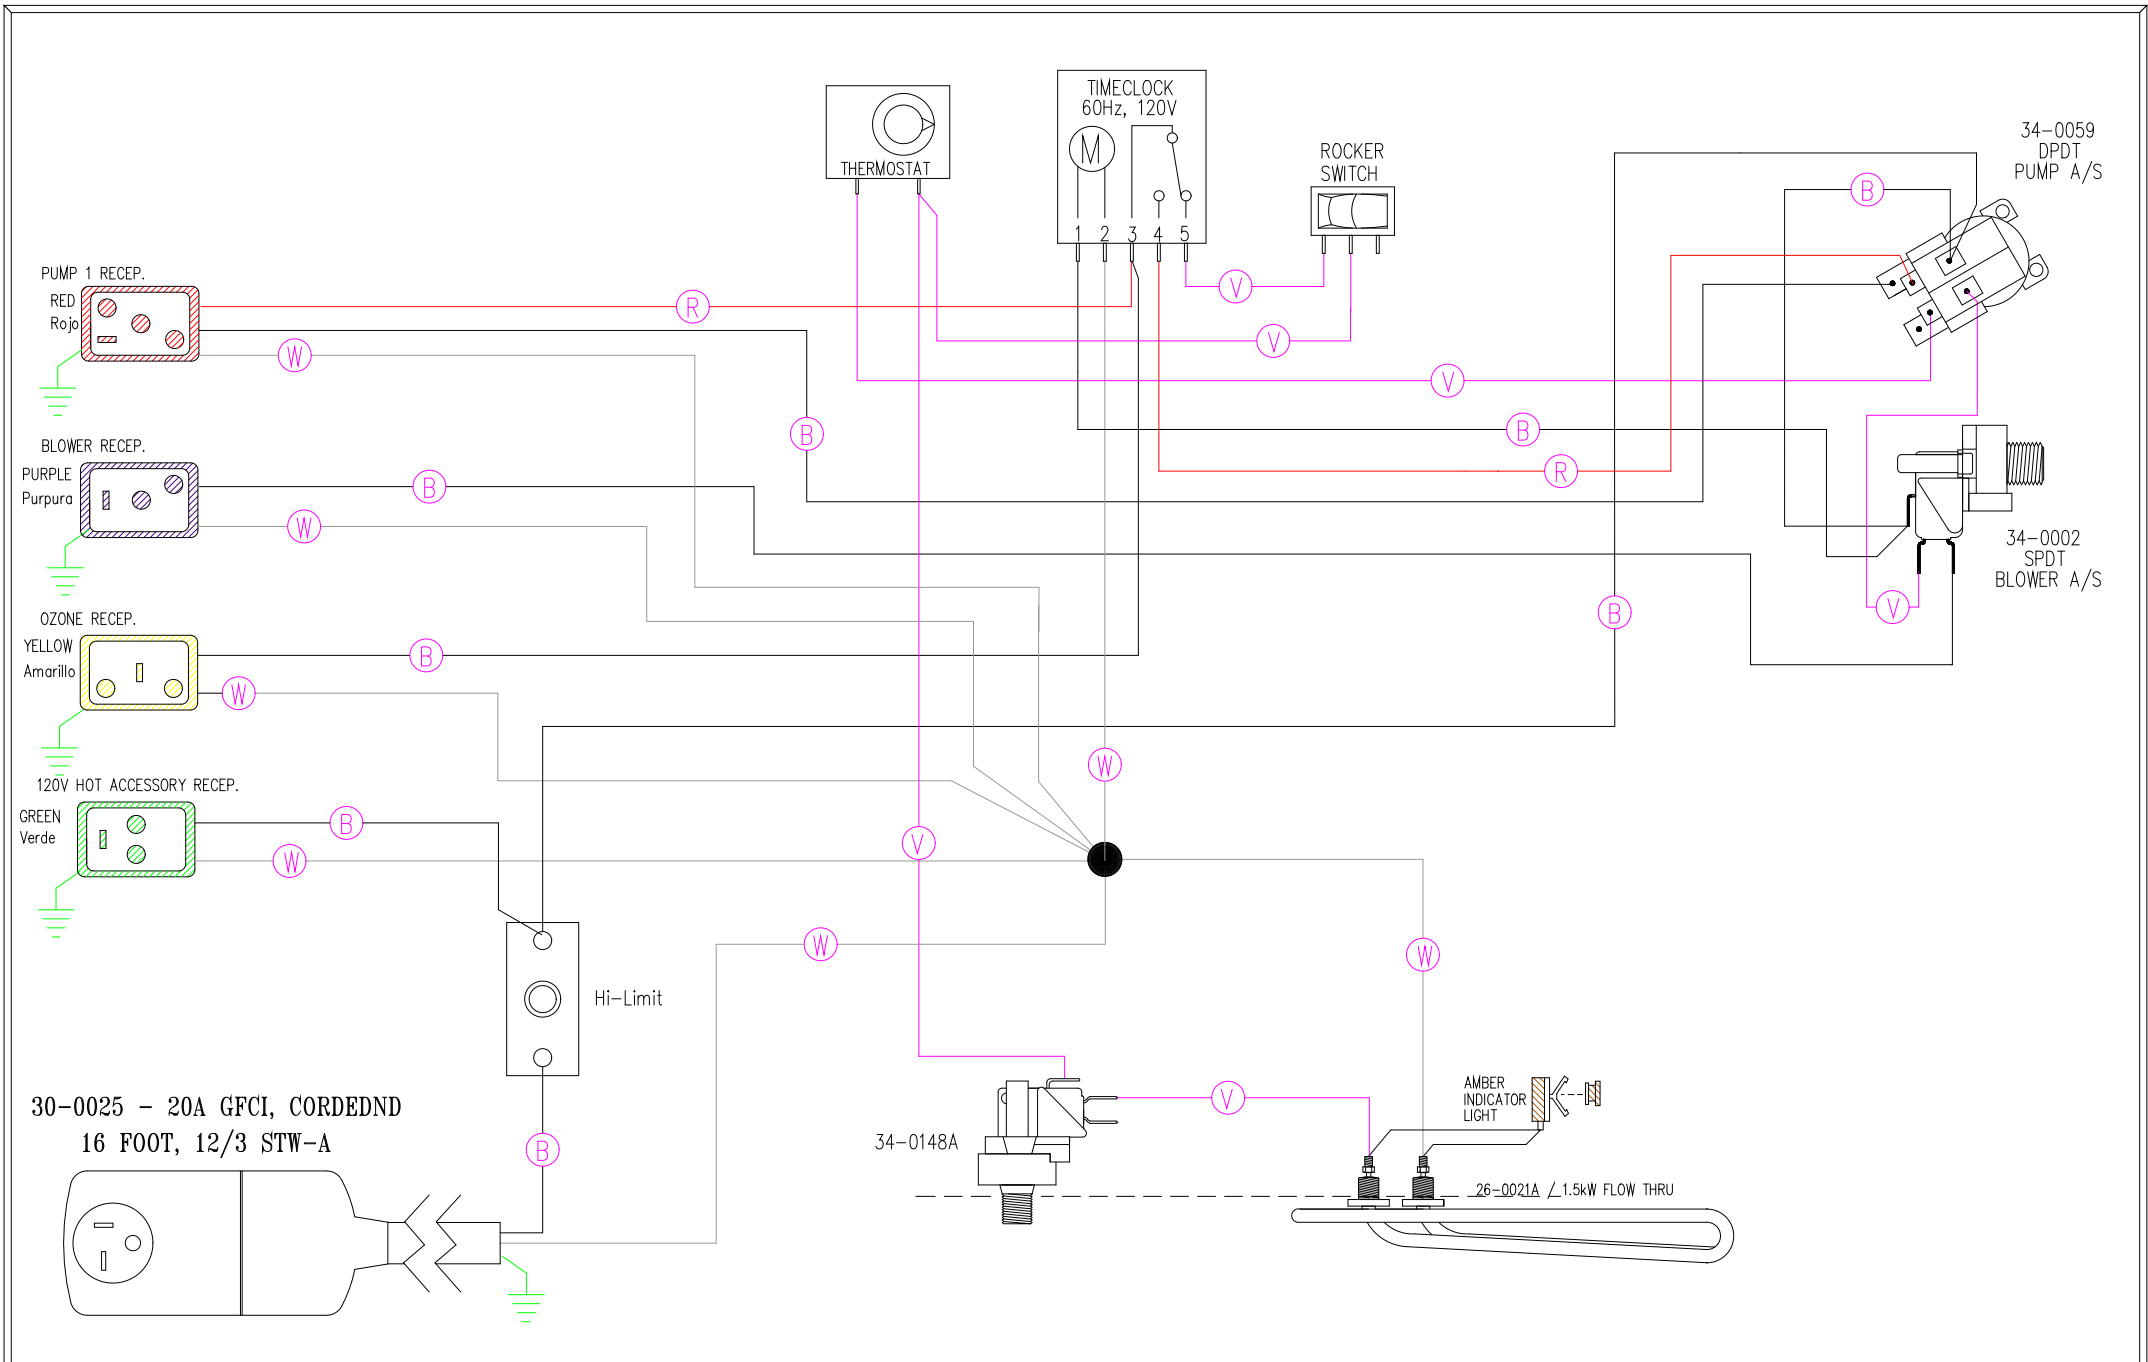 TIMECLOCK
60Hz, 120V
M
1 2 3 4 5
THERMOSTAT
ROCKER
SWITCH
34-0059
DPDT
PUMP A/S
B
PUMP 1 RECEP.
RED
Rojo
R
W
V
V
V
B
B
R
BLOWER RECEP.
PURPLE
Purpura
B
W
34-0002
SPDT
BLOWER A/S
V
B
OZONE RECEP.
YELLOW
Amarillo
B
W
W
120V HOT ACCESSORY RECEP.
GREEN
Verde
B
W
V
W
W
Hi-Limit
30-0025 - 20A GFCI, CORDEDND
16 FOOT, 12/3 STW-A
B
34-0148A
V
AMBER
INDICATOR
LIGHT
26-0021A / 1.5kW FLOW THRU